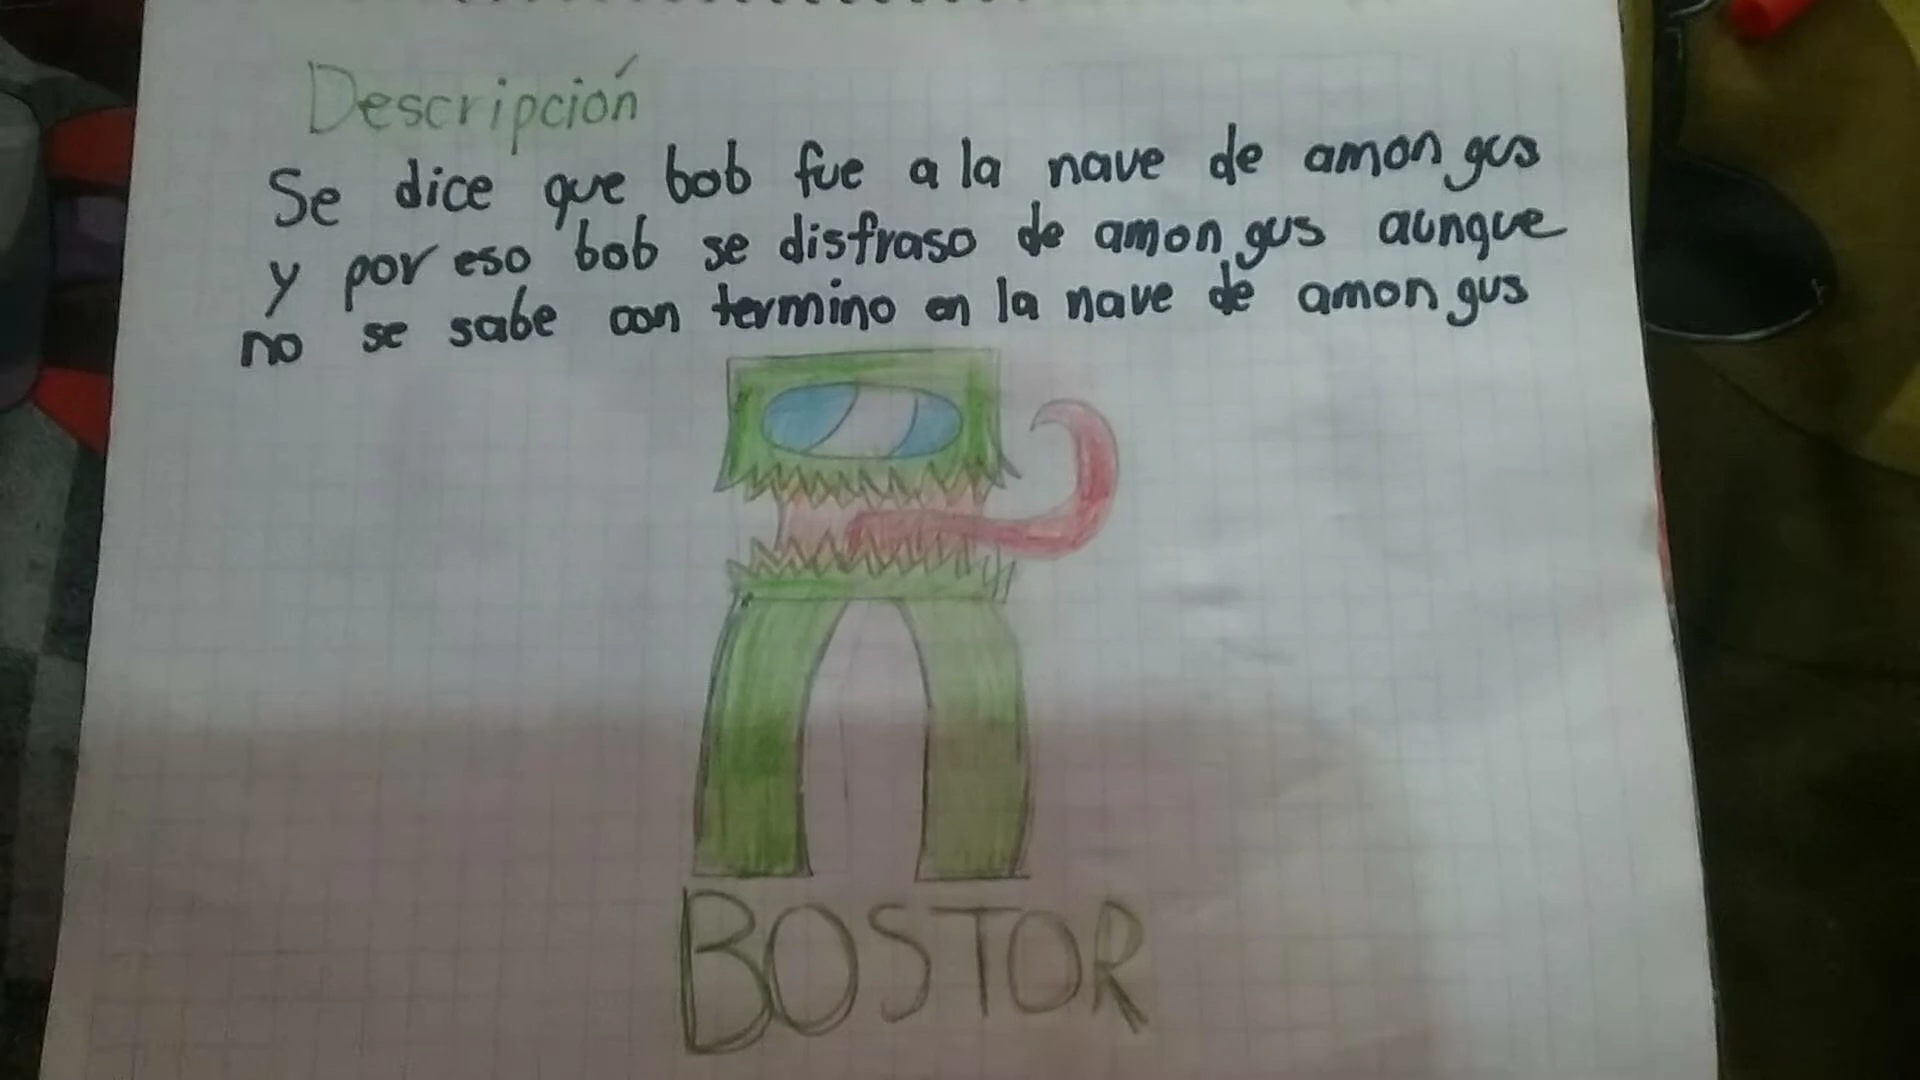 Descripción
Se dice que bob fue a la nave de amon gus
y por eso bob se disfraso de amon gus aunque
no se sabe con termino en la nave de amon gus
BOSTOR